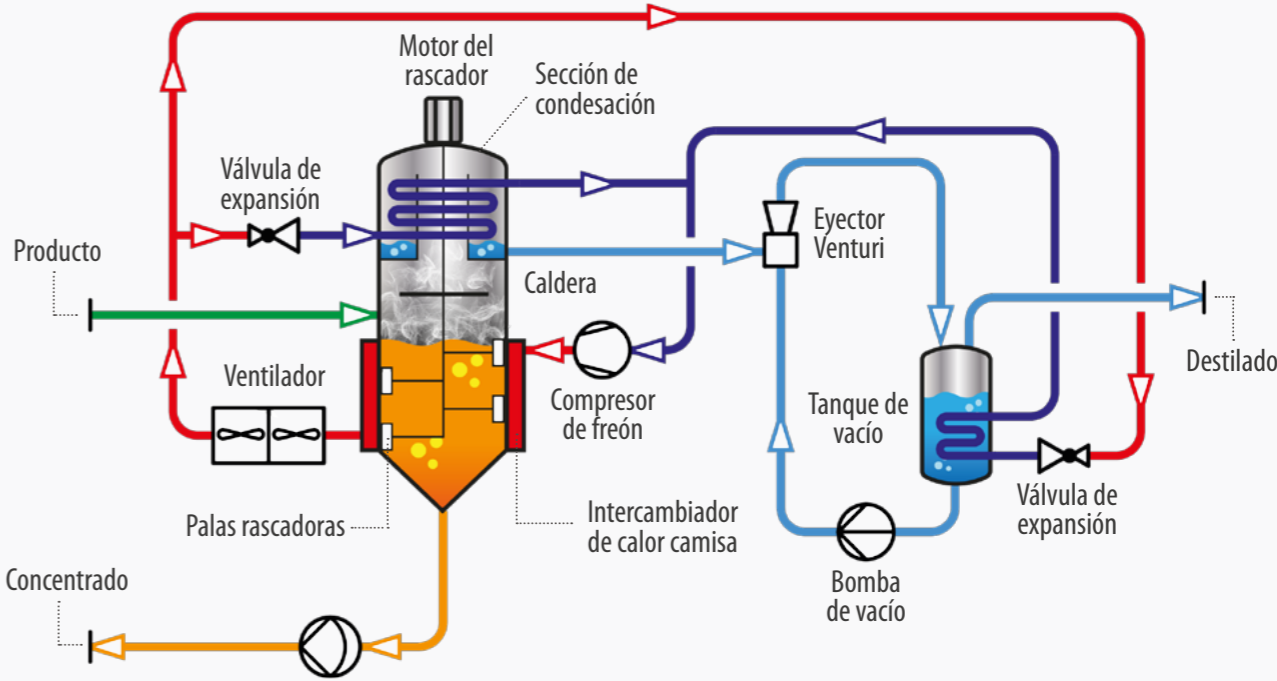 Motor del
rascador
Sección de
condesación
Válvula de
expansión
Producto
Eyector
Venturi
Caldera
Destilado
Ventilador
Compresor
de freón
Tanque de
vacío
Válvula de
expansión
Palas rascadoras
Intercambiador
de calor camisa
Concentrado
Bomba
de vacío